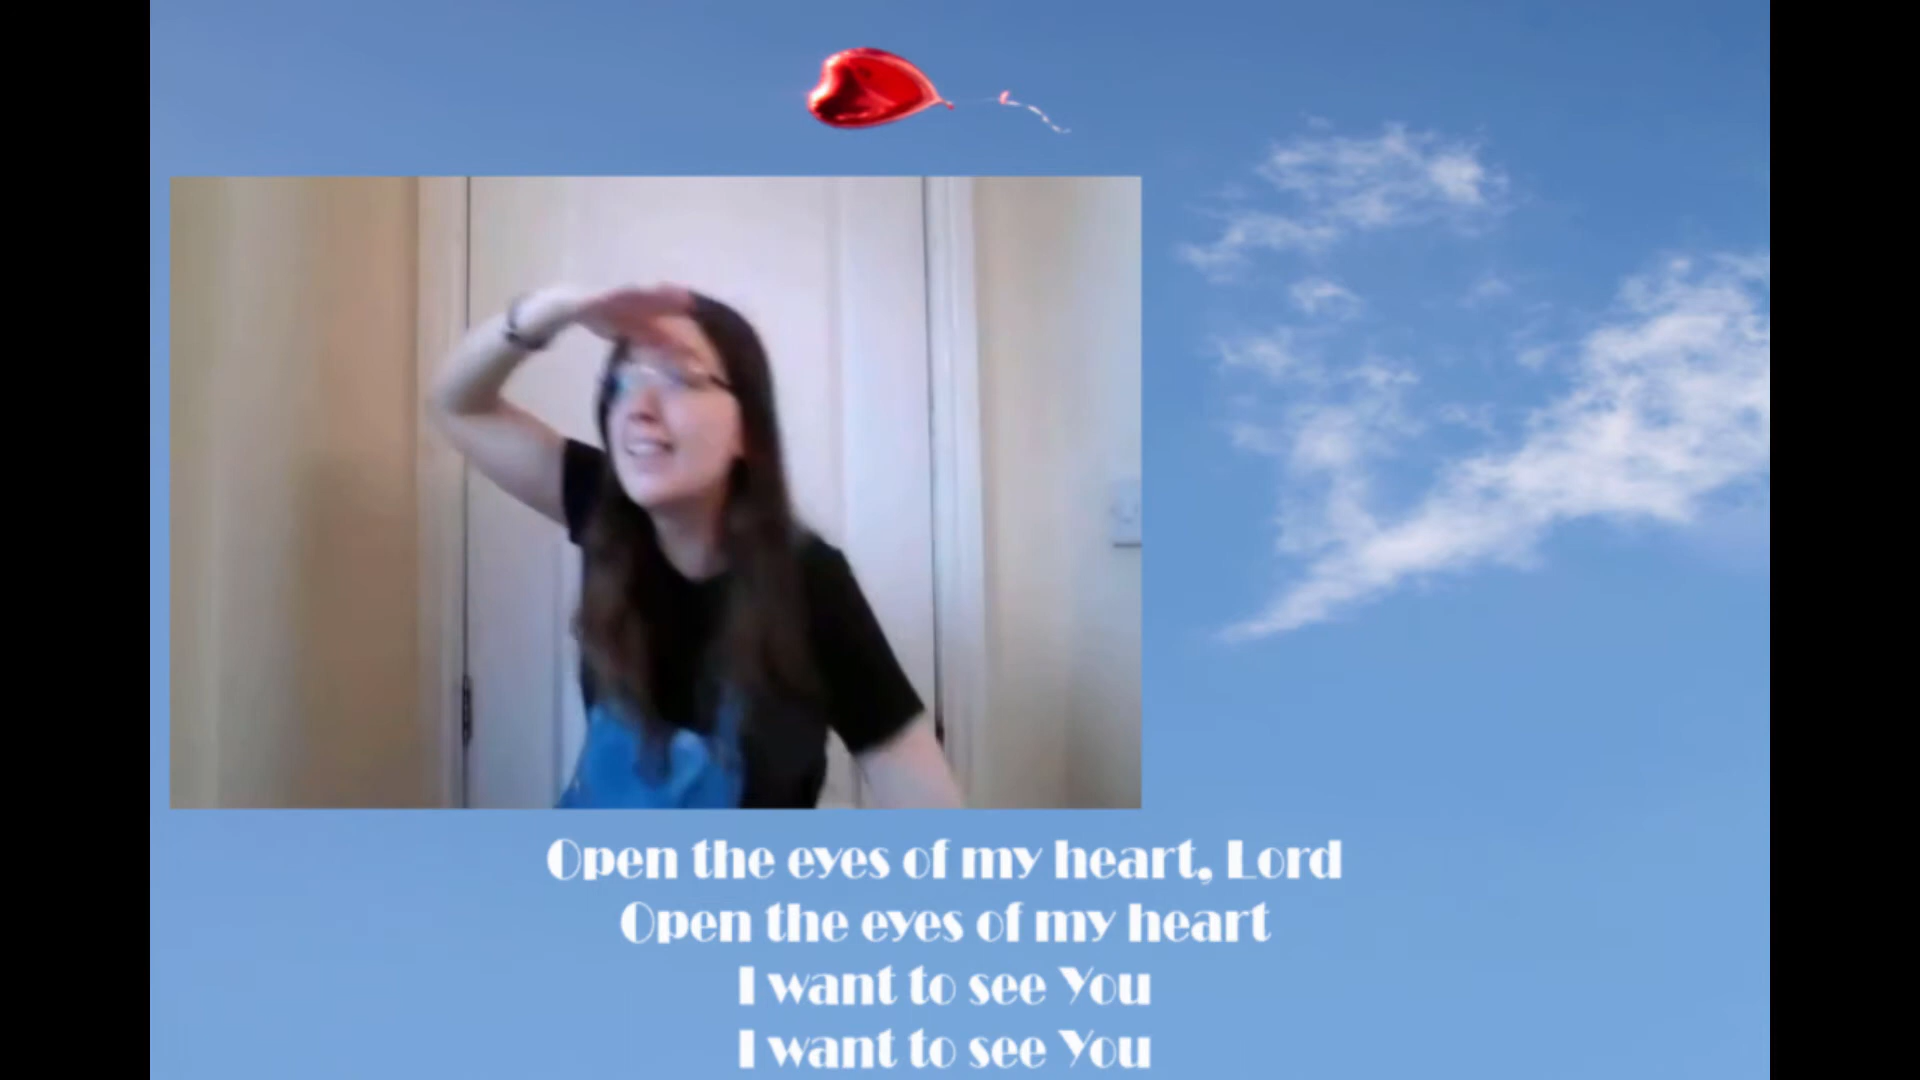 Open the eyes of my heart, Lord
Open the eyes of my heart
I want to see You
I want to see You